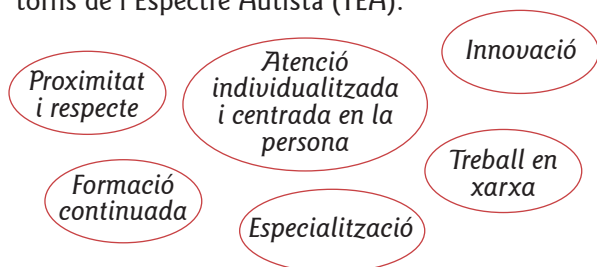 torns de l'Espectre Autista (TEA).
Proximitat
i respecte
Atenció
individualitzada
i centrada en la
persona
Innovació
Formació
continuada
Especialització
Treball en
xarxa